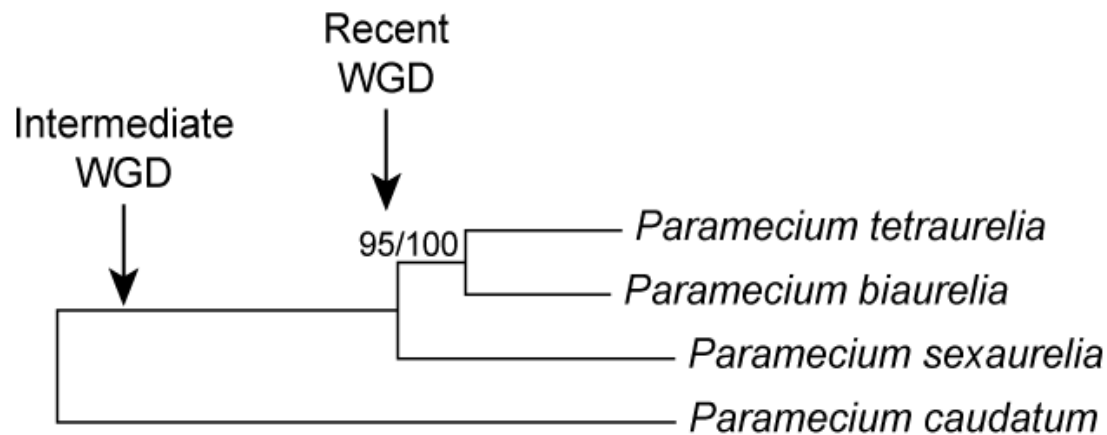 Recent
WGD
Intermediate
WGD
95/100
Paramecium tetraurelia
Paramecium biaurelia
Paramecium sexaurelia
Paramecium caudatum